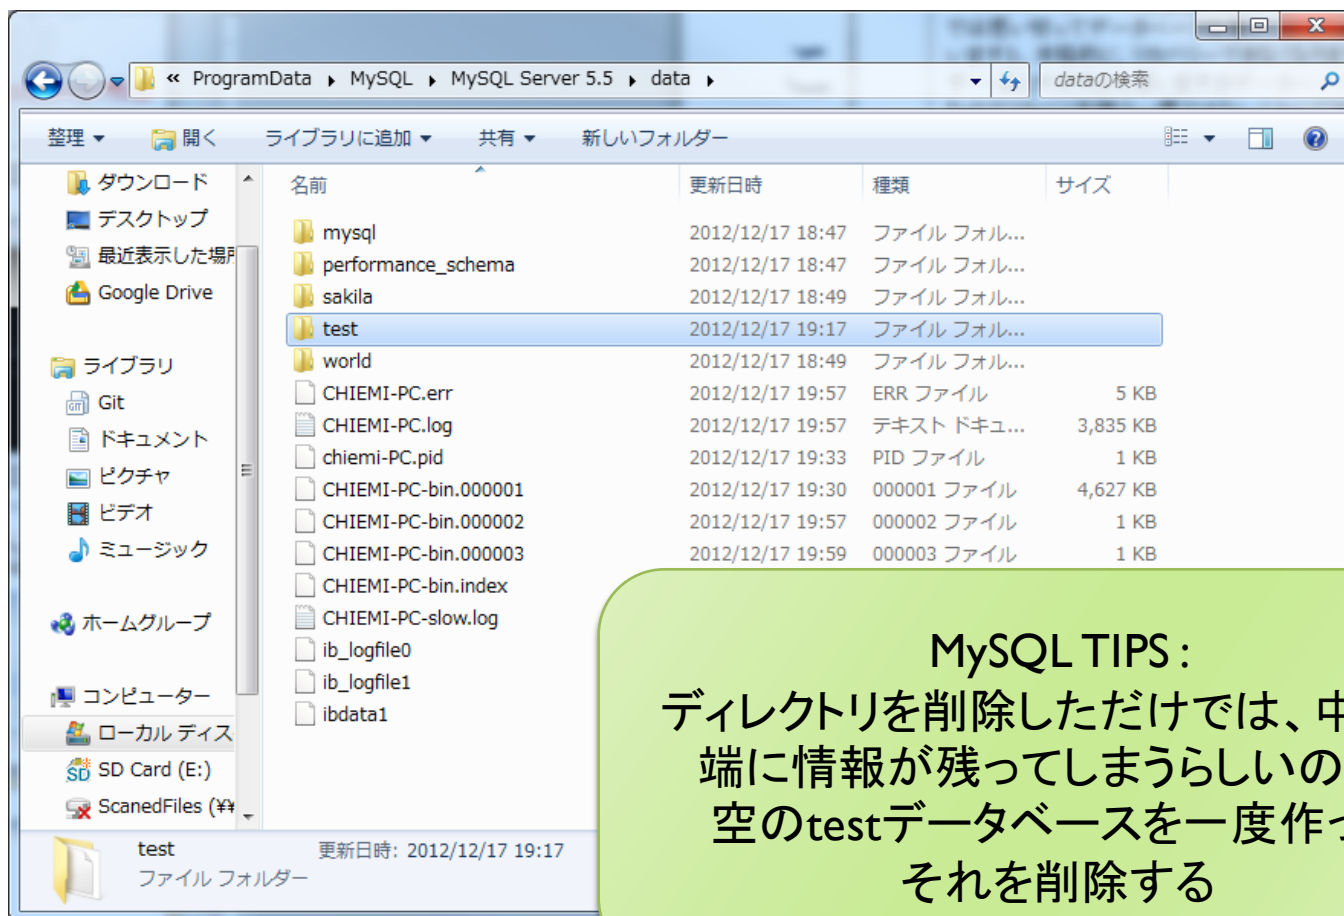 « ProgramData ▸ MySQL ▸ MySQL Server 5.5 ▸ data ▸
dataの検索
整理 開く ライブラリに追加 共有 新しいフォルダー
ダウンロード
デスクトップ
最近表示した場所
Google Drive
ライブラリ
Git
ドキュメント
ピクチャ
ビデオ
ミュージック
ホームグループ
コンピューター
ローカル ディス
SD Card (E:)
ScanedFiles (¥¥
名前 更新日時 種類 サイズ
mysql 2012/12/17 18:47 ファイル フォル...
performance_schema 2012/12/17 18:47 ファイル フォル...
sakila 2012/12/17 18:49 ファイル フォル...
test 2012/12/17 19:17 ファイル フォル...
world 2012/12/17 18:49 ファイル フォル...
CHIEMI-PC.err 2012/12/17 19:57 ERR ファイル 5 KB
CHIEMI-PC.log 2012/12/17 19:57 テキスト ドキュ... 3,835 KB
chiemi-PC.pid 2012/12/17 19:33 PID ファイル 1 KB
CHIEMI-PC-bin.000001 2012/12/17 19:30 000001 ファイル 4,627 KB
CHIEMI-PC-bin.000002 2012/12/17 19:57 000002 ファイル 1 KB
CHIEMI-PC-bin.000003 2012/12/17 19:59 000003 ファイル 1 KB
CHIEMI-PC-bin.index
CHIEMI-PC-slow.log
ib_logfile0
ib_logfile1
ibdata1
test 更新日時: 2012/12/17 19:17
ファイル フォルダー
MySQL TIPS :
ディレクトリを削除しただけでは、中
端に情報が残ってしまうらしいの
空のtestデータベースを一度作っ
それを削除する